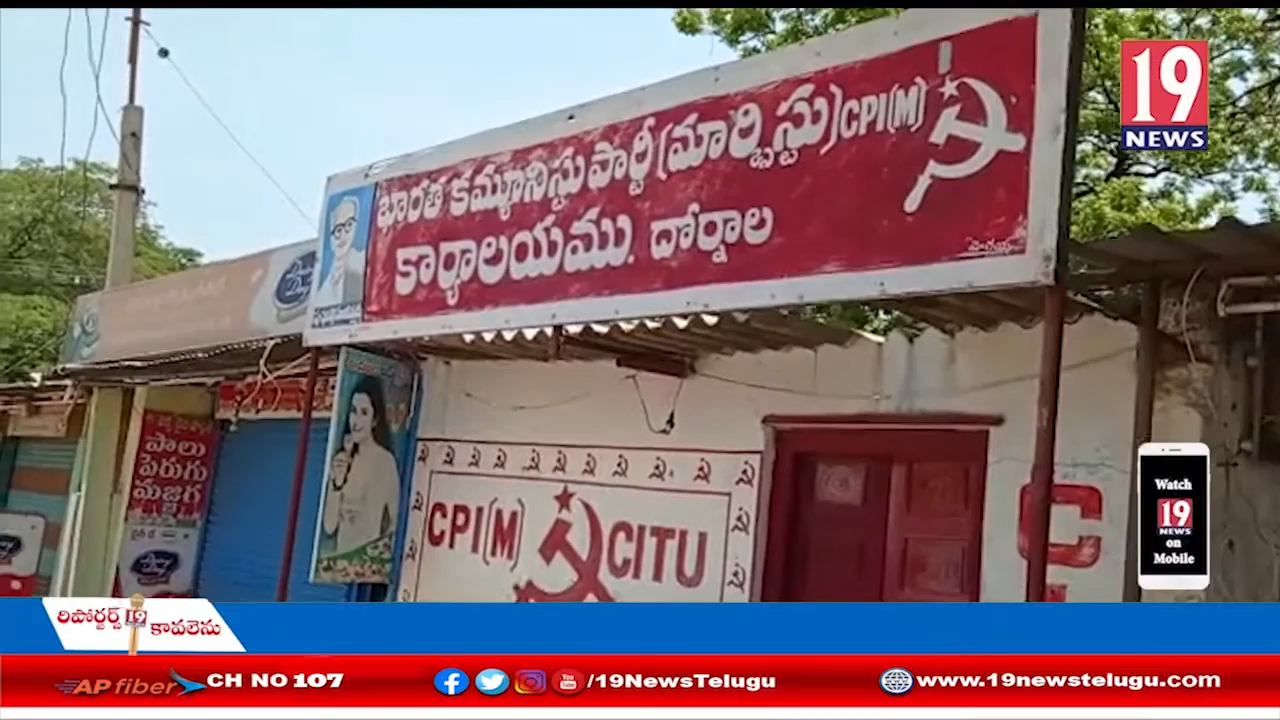 19
NEWS
భారత కమ్యూనిస్టు పార్టీ (మార్క్సిస్టు) CPI(M)
కార్యాలయము. దోర్నాల
పాలు
పెరుగు
మజ్జిగ
CPI(M) CITU
C
Watch
19
NEWS
on
Mobile
రిపోర్టర్స్ 19 కావలెను
AP fiber CH NO 107
/19NewsTelugu
www.19newstelugu.com